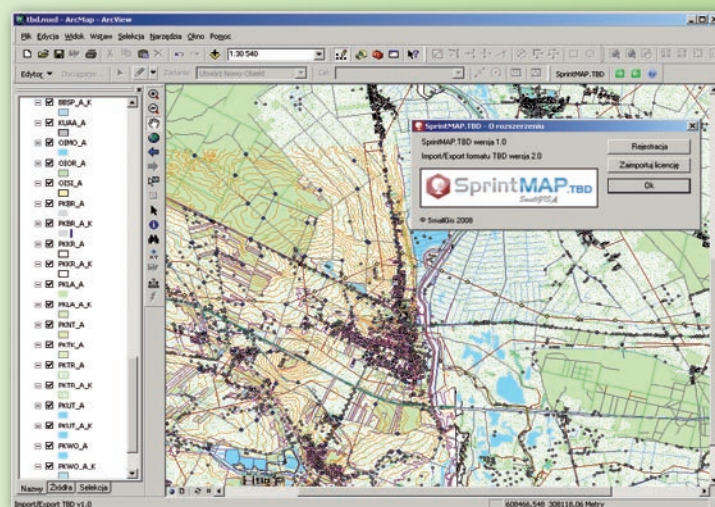 tbd.mxd - ArcMap - ArcView
Plik Edycja Widok Wstaw Selekcja Narzędzia Okno Pomoc
1:30 540
Edytor
Zadanie: Utwórz Nowy Obiekt
Cel:
SprintMAP.TBD
BBSP_A_K
KUAA_A
OIMO_A
OIOR_A
OISI_A
PKBR_A
PKBR_A_K
PKKR_A
PKKR_A_K
PKLA_A
PKLA_A_K
PKNT_A
PKTK_A
PKTR_A
PKTR_A_K
PKUT_A
PKUT_A_K
PKWO_A
PKWO_A_K
Nazwy Źródła Selekcja
SprintMAP.TBD - O rozszerzeniu
SprintMAP.TBD wersja 1.0
Import/Export formatu TBD wersja 2.0
SprintMAP.TBD
SmallGIS
© SmallGis 2008
Rejestracja
Zaimportuj licencję
Ok
Import/Export TBD v1.0
608466,548 308118,06 Metry